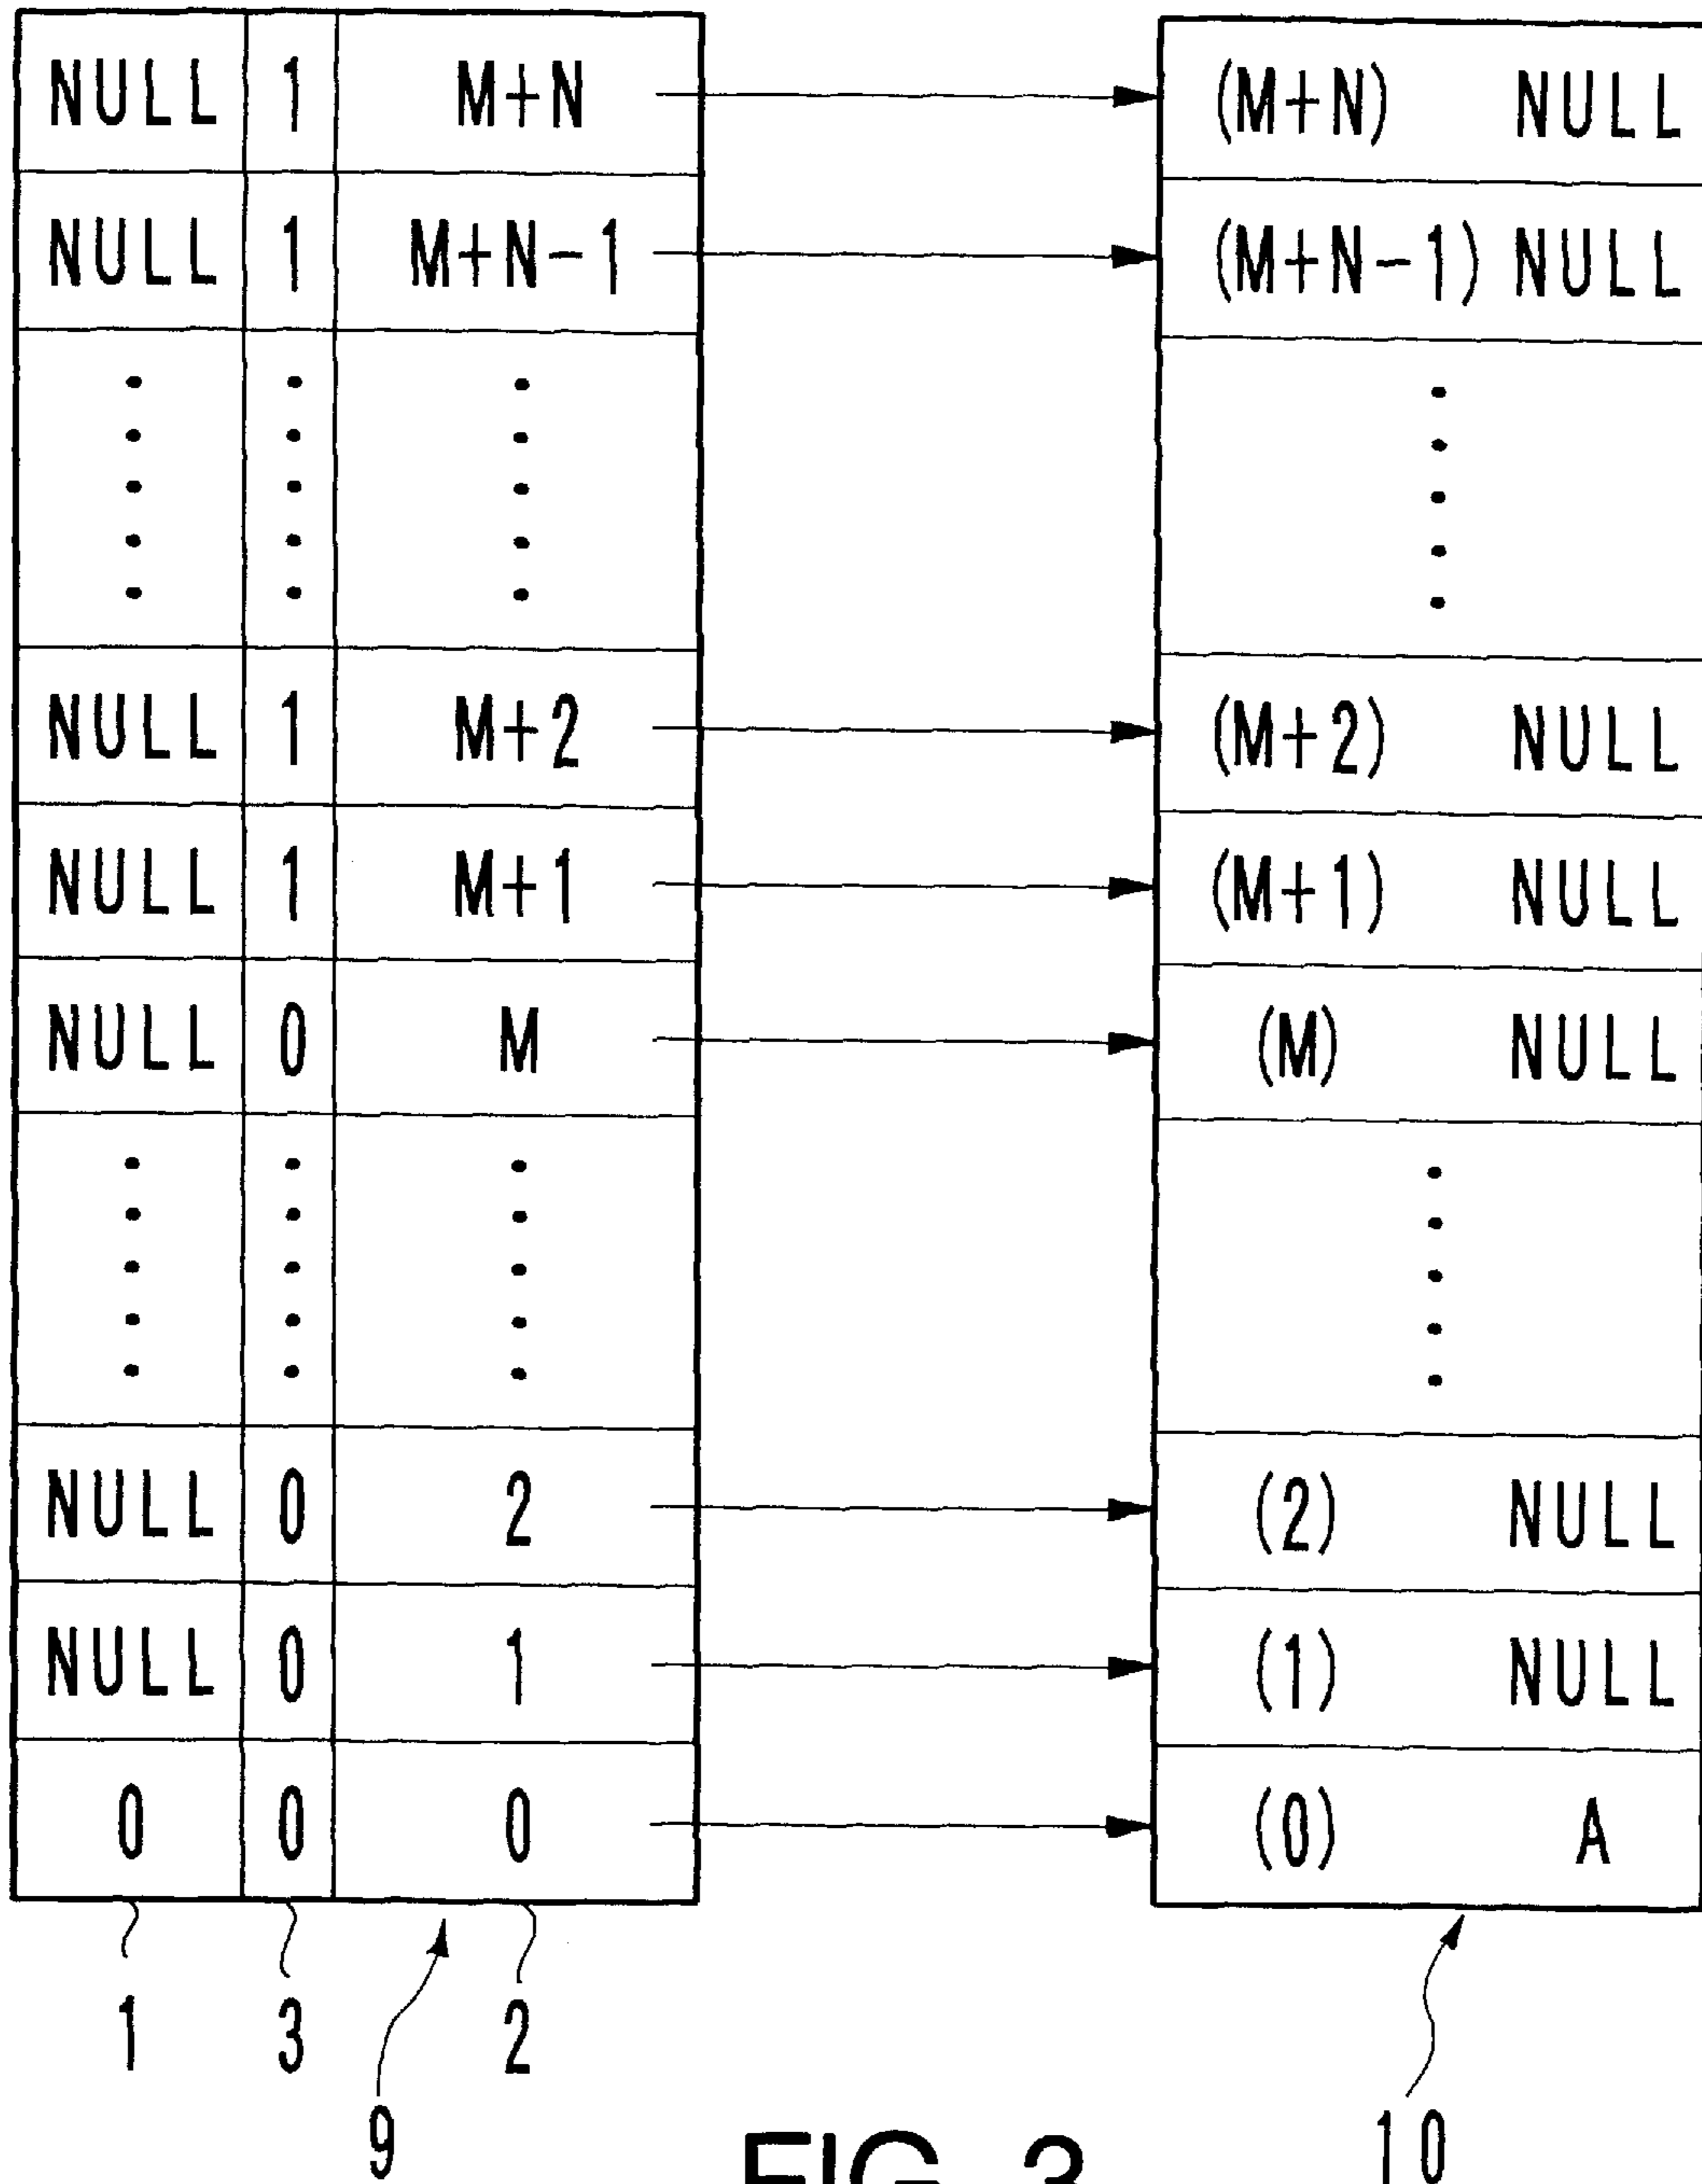 NULL 1 M+N (M+N) NULL
NULL 1 M+N-1 (M+N-1) NULL
NULL 1 M+2 (M+2) NULL
NULL 1 M+1 (M+1) NULL
NULL 0 M (M) NULL
NULL 0 2 (2) NULL
NULL 0 1 (1) NULL
0 0 0 (0) A
1 3 2
9 10
FIG. 3